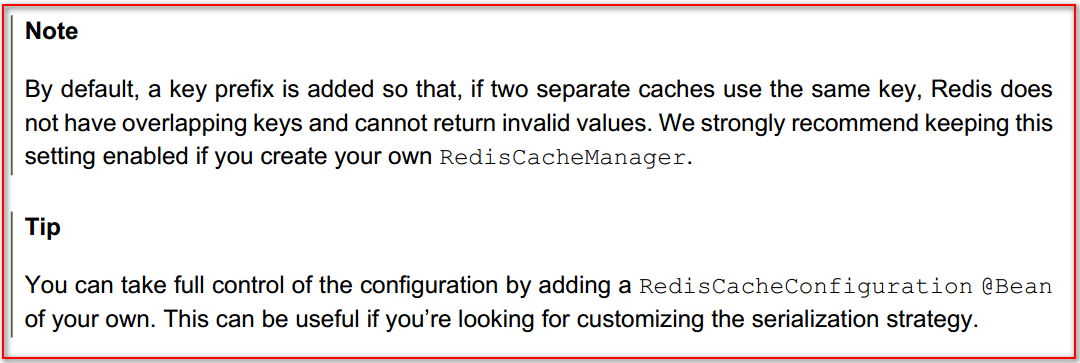 Note
By default, a key prefix is added so that, if two separate caches use the same key, Redis does
not have overlapping keys and cannot return invalid values. We strongly recommend keeping this
setting enabled if you create your own RedisCacheManager.
Tip
You can take full control of the configuration by adding a RedisCacheConfiguration @Bean
of your own. This can be useful if you’re looking for customizing the serialization strategy.